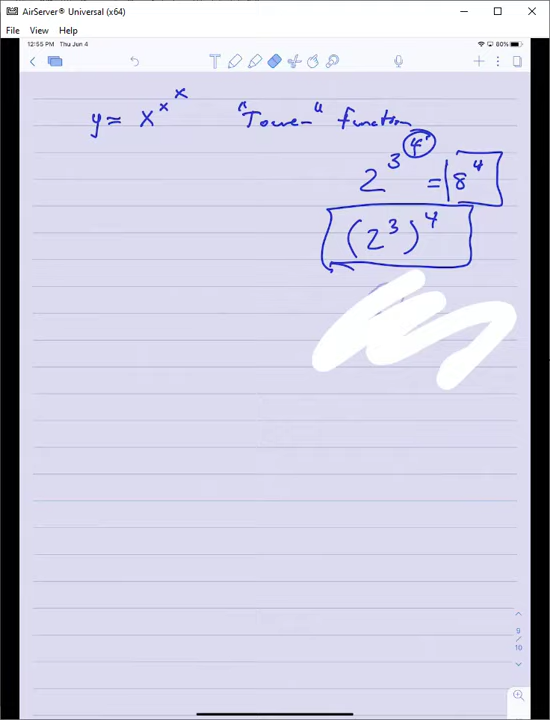 AirServer® Universal (x64)
File View Help
12:55 PM Thu Jun 4 80%
T
y = x^x^x "Tower" function
2^3^4 = 8^4
(2^3)^4
9
/
10